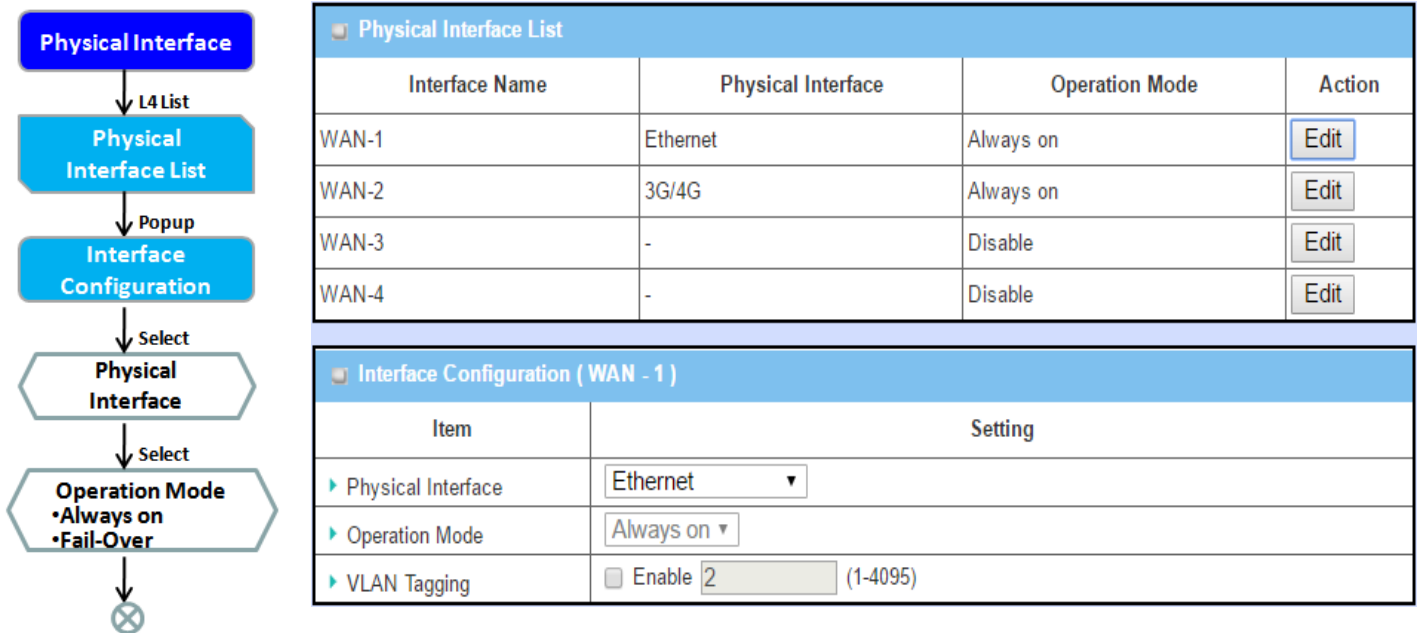 Physical Interface
L4 List
Physical
Interface List
Popup
Interface
Configuration
Select
Physical
Interface
Select
Operation Mode
•Always on
•Fail-Over
Physical Interface List
Interface Name Physical Interface Operation Mode Action
WAN-1 Ethernet Always on Edit
WAN-2 3G/4G Always on Edit
WAN-3 - Disable Edit
WAN-4 - Disable Edit
Interface Configuration ( WAN - 1 )
Item Setting
Physical Interface Ethernet
Operation Mode Always on
VLAN Tagging Enable 2 (1-4095)